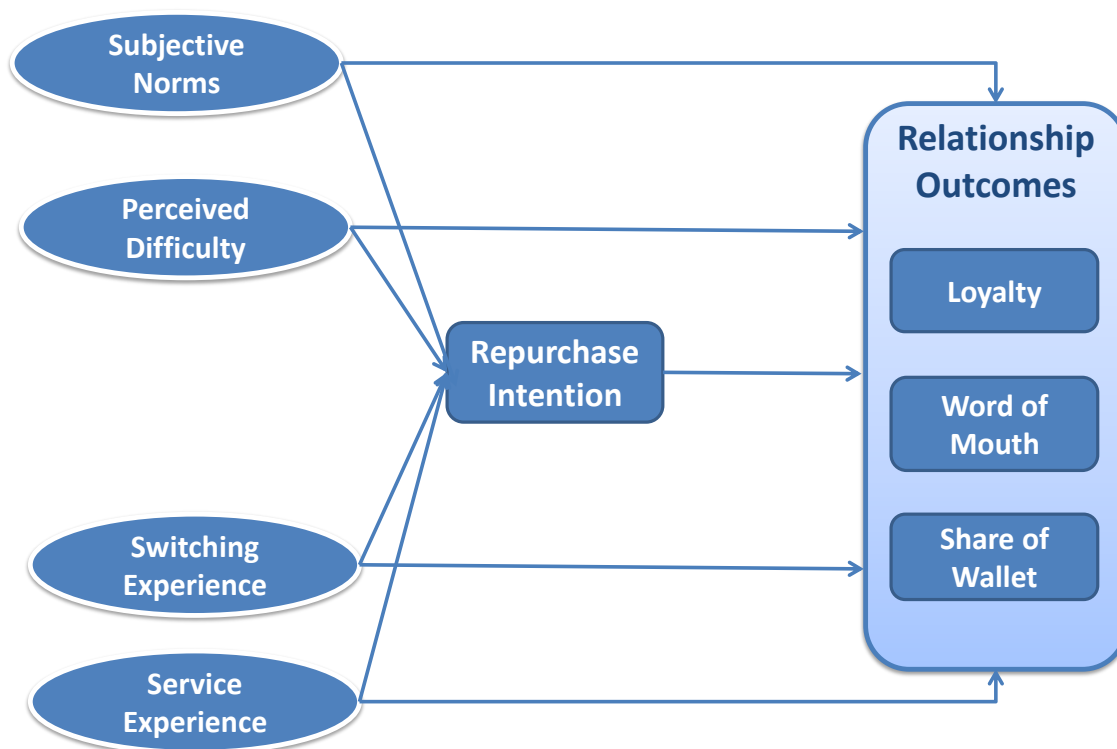 Subjective
Norms
Perceived
Difficulty
Repurchase
Intention
Switching
Experience
Service
Experience
Relationship
Outcomes
Loyalty
Word of
Mouth
Share of
Wallet